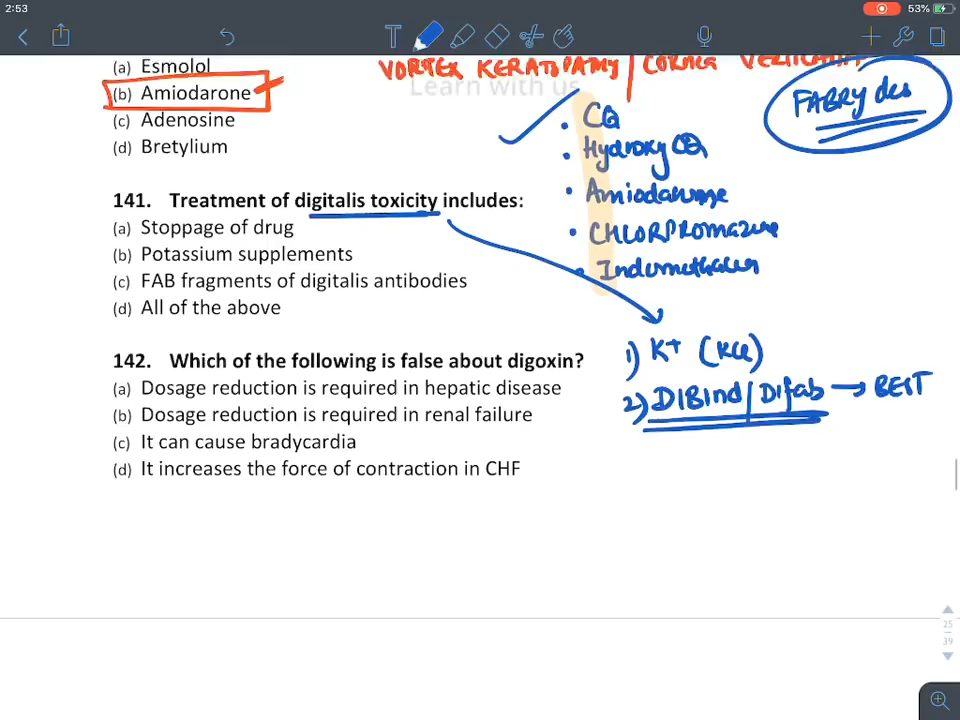 2:53
53%
T
(a) Esmolol
VORTEX KERATOPATHY | CORNEA VERTICILLATA
Learn with us
(b) Amiodarone
FABRY des
(c) Adenosine
CQ
(d) Bretylium
Hydroxy CQ
141. Treatment of digitalis toxicity includes:
Amiodarone
(a) Stoppage of drug
CHLORPROMAZINE
(b) Potassium supplements
Indomethacin
(c) FAB fragments of digitalis antibodies
(d) All of the above
1) K+ (KCl)
142. Which of the following is false about digoxin?
(a) Dosage reduction is required in hepatic disease
2) DIBind / Difab → BEST
(b) Dosage reduction is required in renal failure
(c) It can cause bradycardia
(d) It increases the force of contraction in CHF
25
39